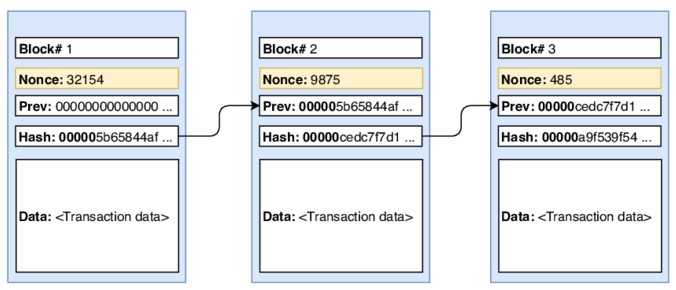 Block# 1
Nonce: 32154
Prev: 00000000000000 ...
Hash: 000005b65844af ...
Data: <Transaction data>
Block# 2
Nonce: 9875
Prev: 000005b65844af ...
Hash: 00000cedc7f7d1 ...
Data: <Transaction data>
Block# 3
Nonce: 485
Prev: 00000cedc7f7d1 ...
Hash: 00000a9f539f54 ...
Data: <Transaction data>